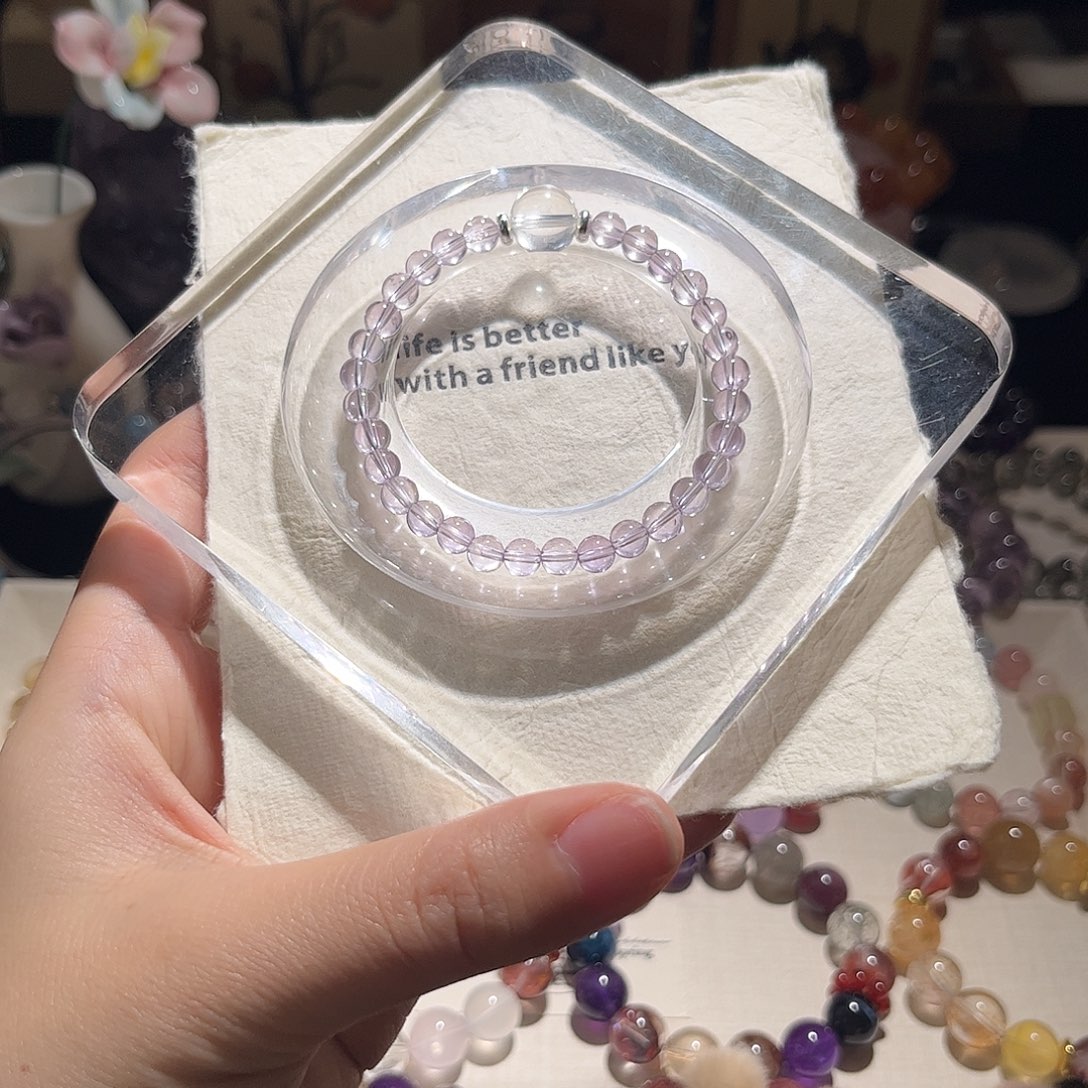 life is better
with a friend like y